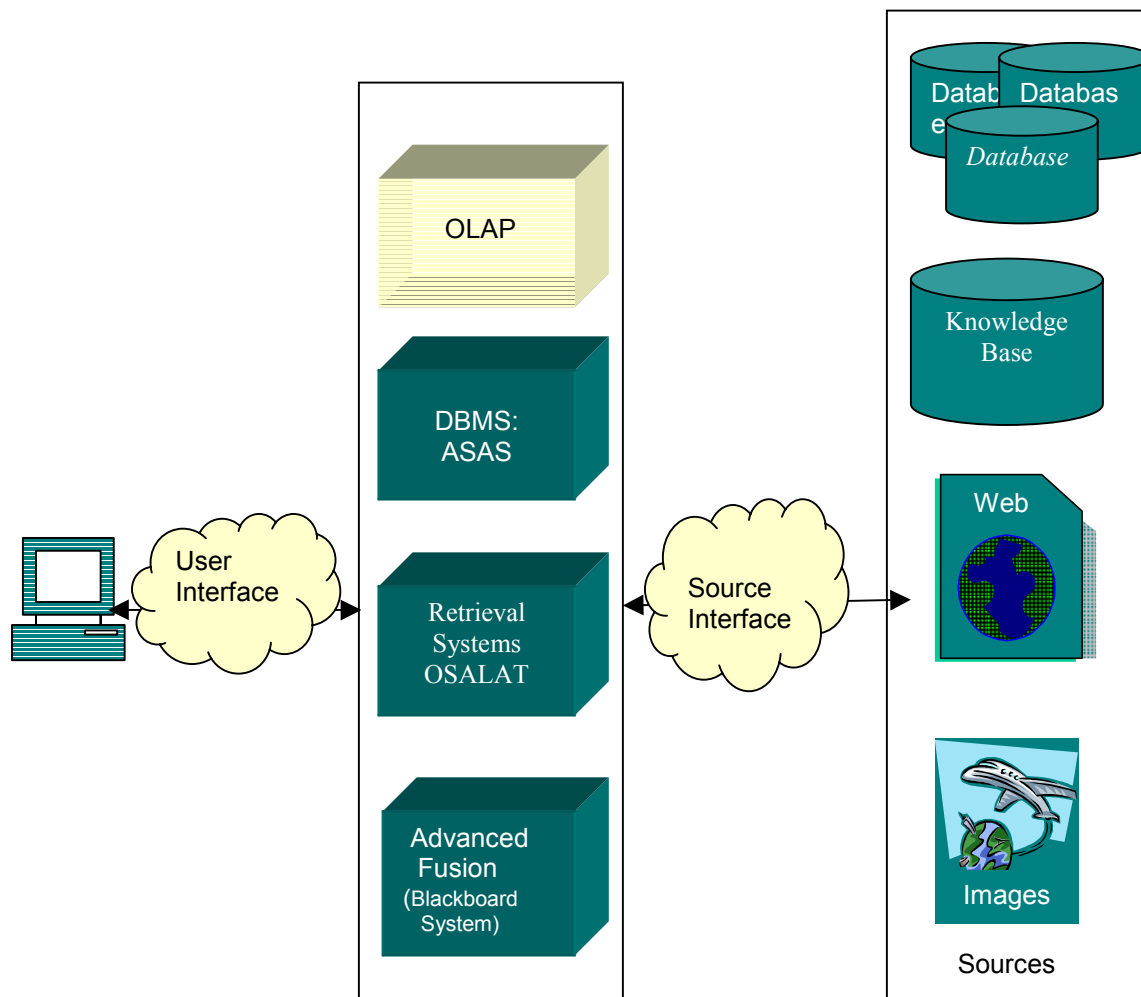 User
Interface
OLAP
DBMS:
ASAS
Retrieval
Systems
OSALAT
Advanced
Fusion
(Blackboard
System)
Source
Interface
Databas
Database
Knowledge
Base
Web
Images
Sources